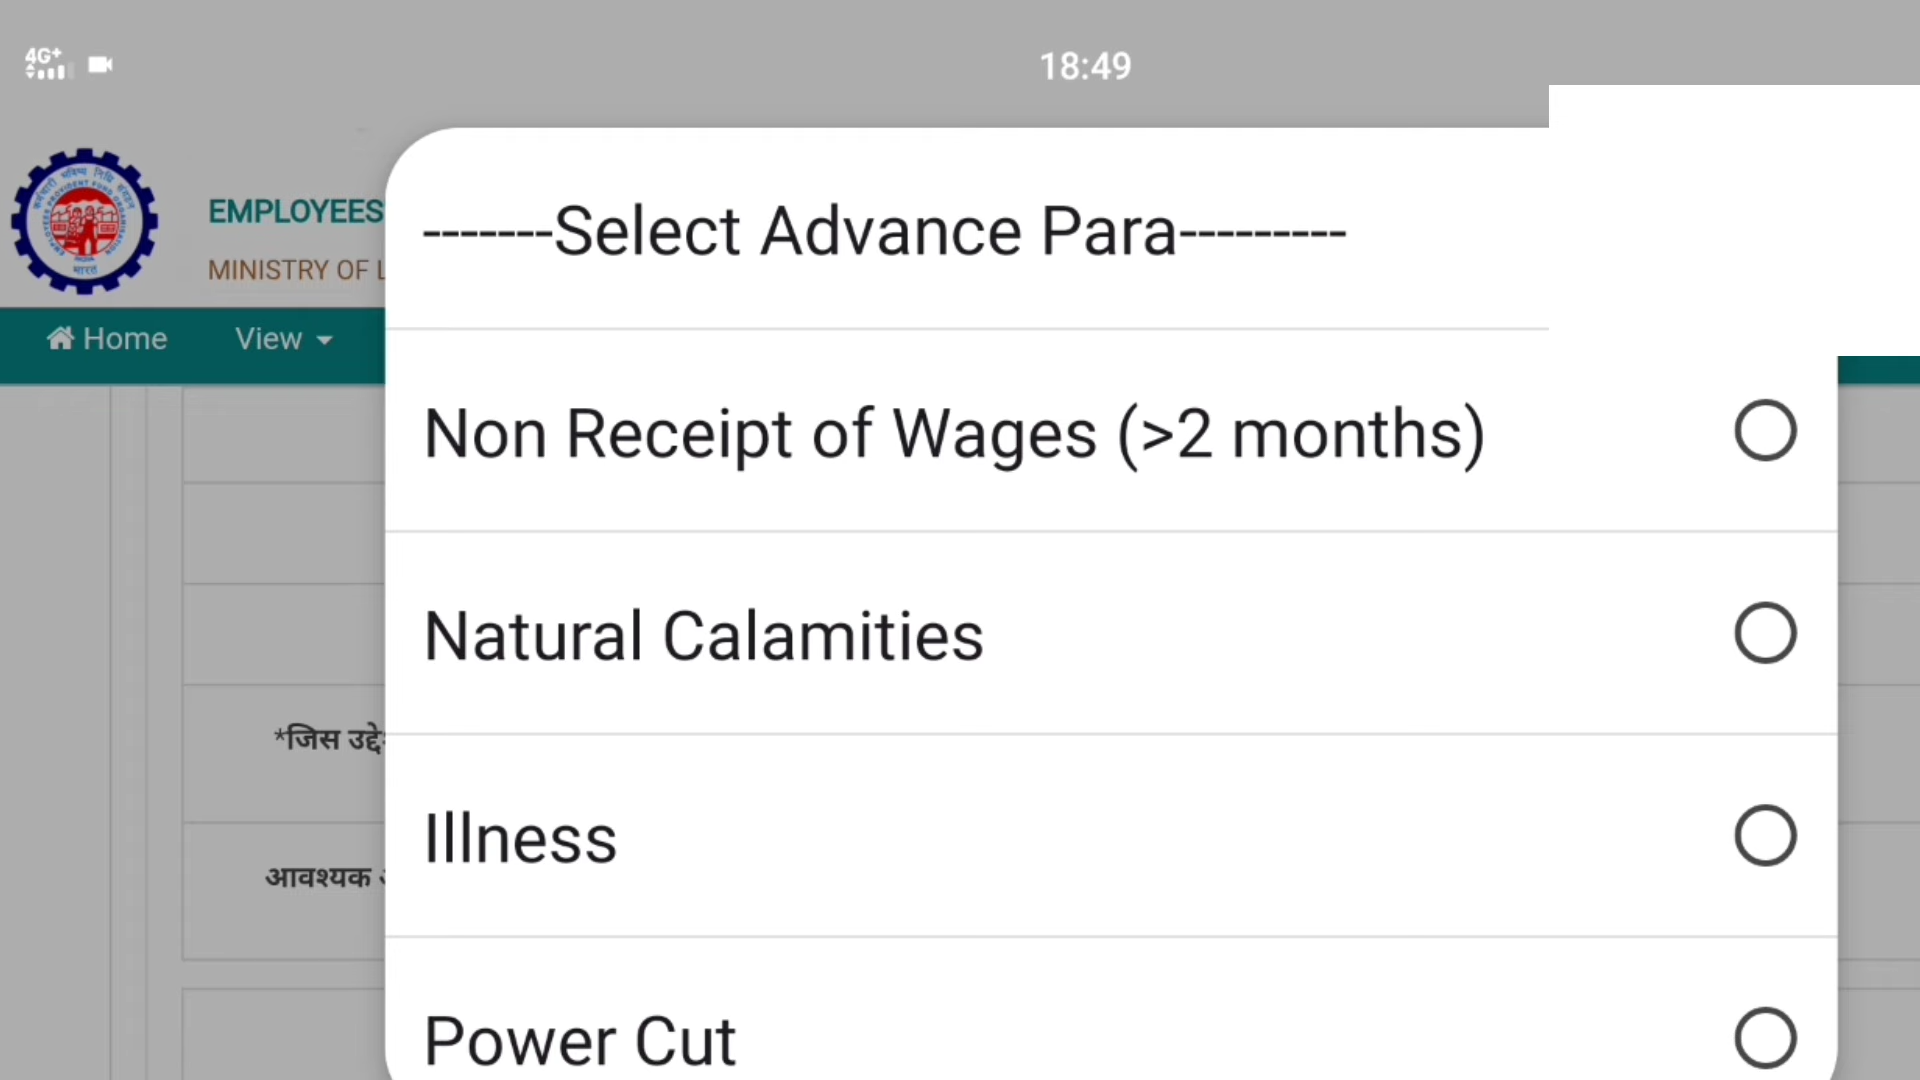 4G+
18:49
EMPLOYEES
MINISTRY OF
Home View
-------Select Advance Para---------
Non Receipt of Wages (>2 months)
Natural Calamities
*जिस
Illness
आवश्यक
Power Cut